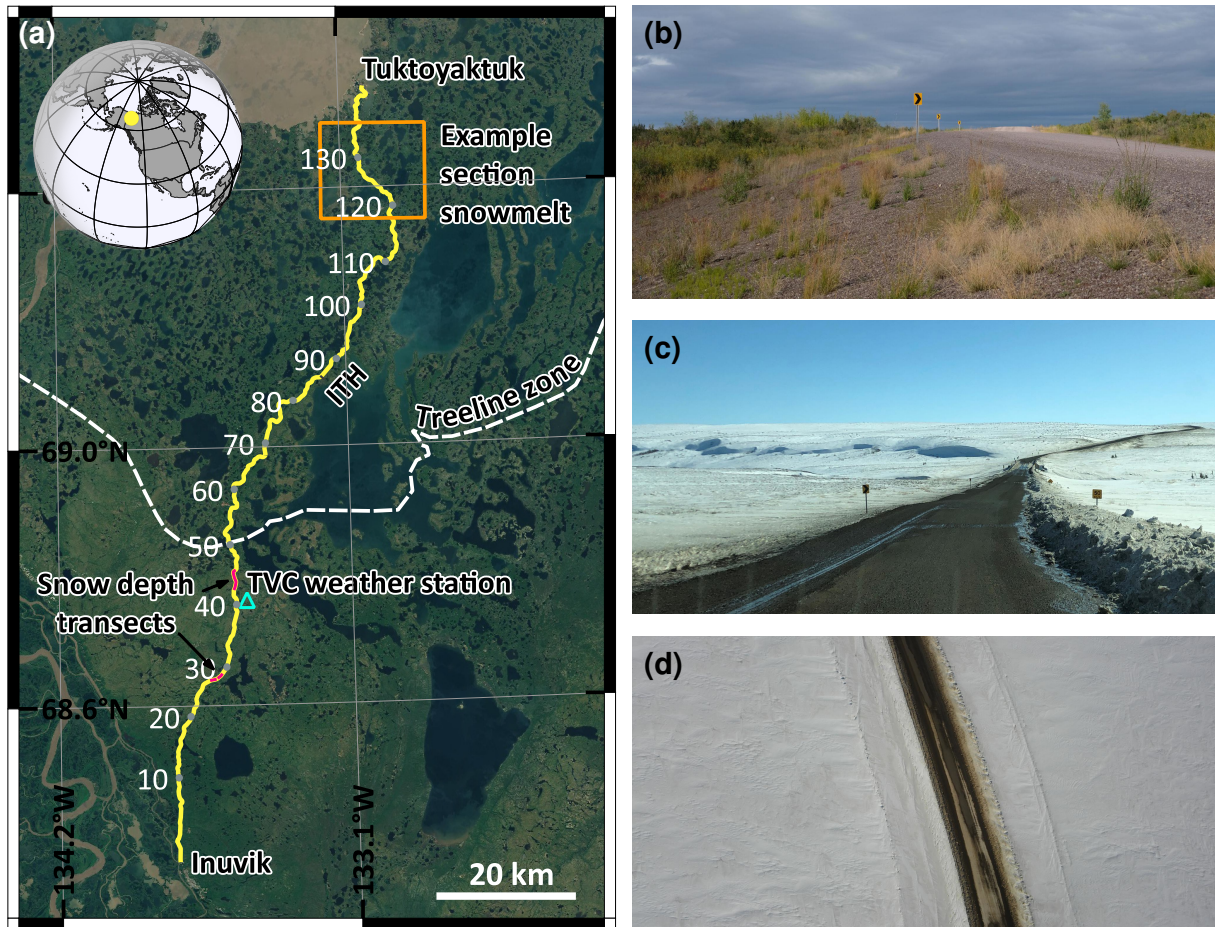 (a)
Tuktoyaktuk
Example
section
snowmelt
130
120
110
100
90
ITH
80
Treeline zone
70
69.0°N
60
50
Snow depth
transects
TVC weather station
40
30
68.6°N
20
10
134.2°W
133.1°W
Inuvik
20 km
(b)
(c)
(d)